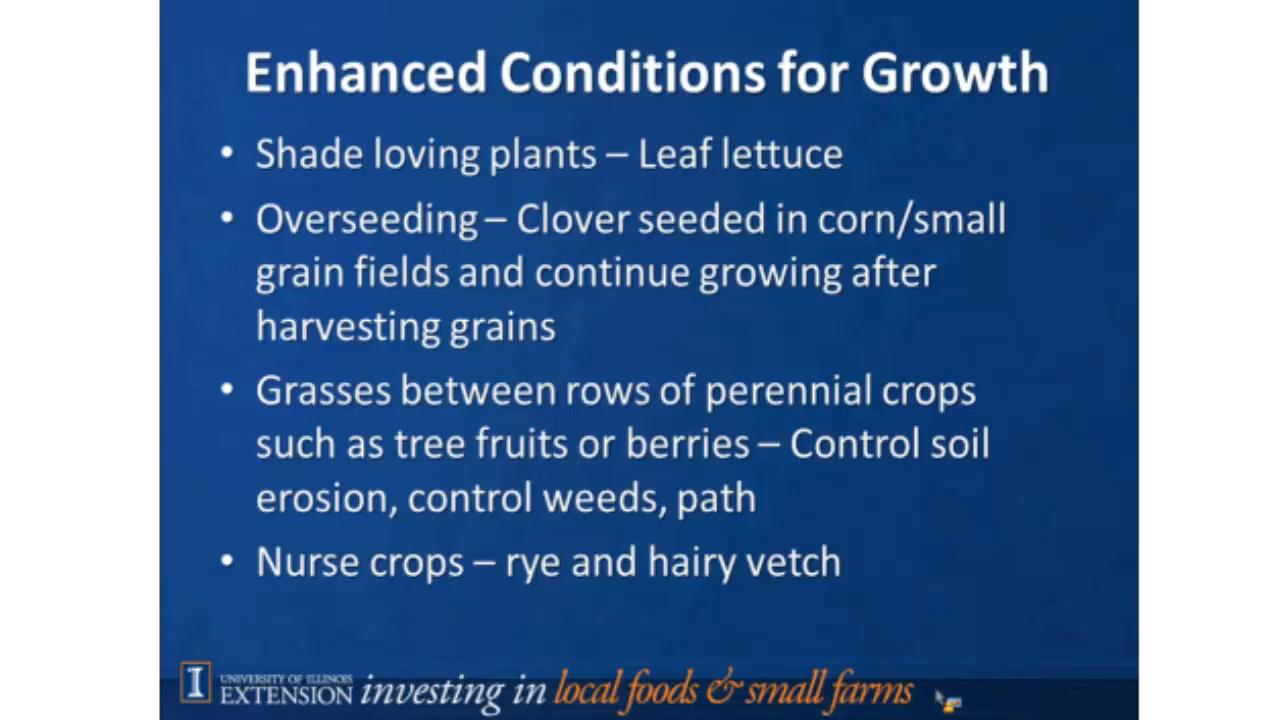 Enhanced Conditions for Growth
• Shade loving plants – Leaf lettuce
• Overseeding – Clover seeded in corn/small
grain fields and continue growing after
harvesting grains
• Grasses between rows of perennial crops
such as tree fruits or berries – Control soil
erosion, control weeds, path
• Nurse crops – rye and hairy vetch
I UNIVERSITY OF ILLINOIS
EXTENSION investing in local foods & small farms